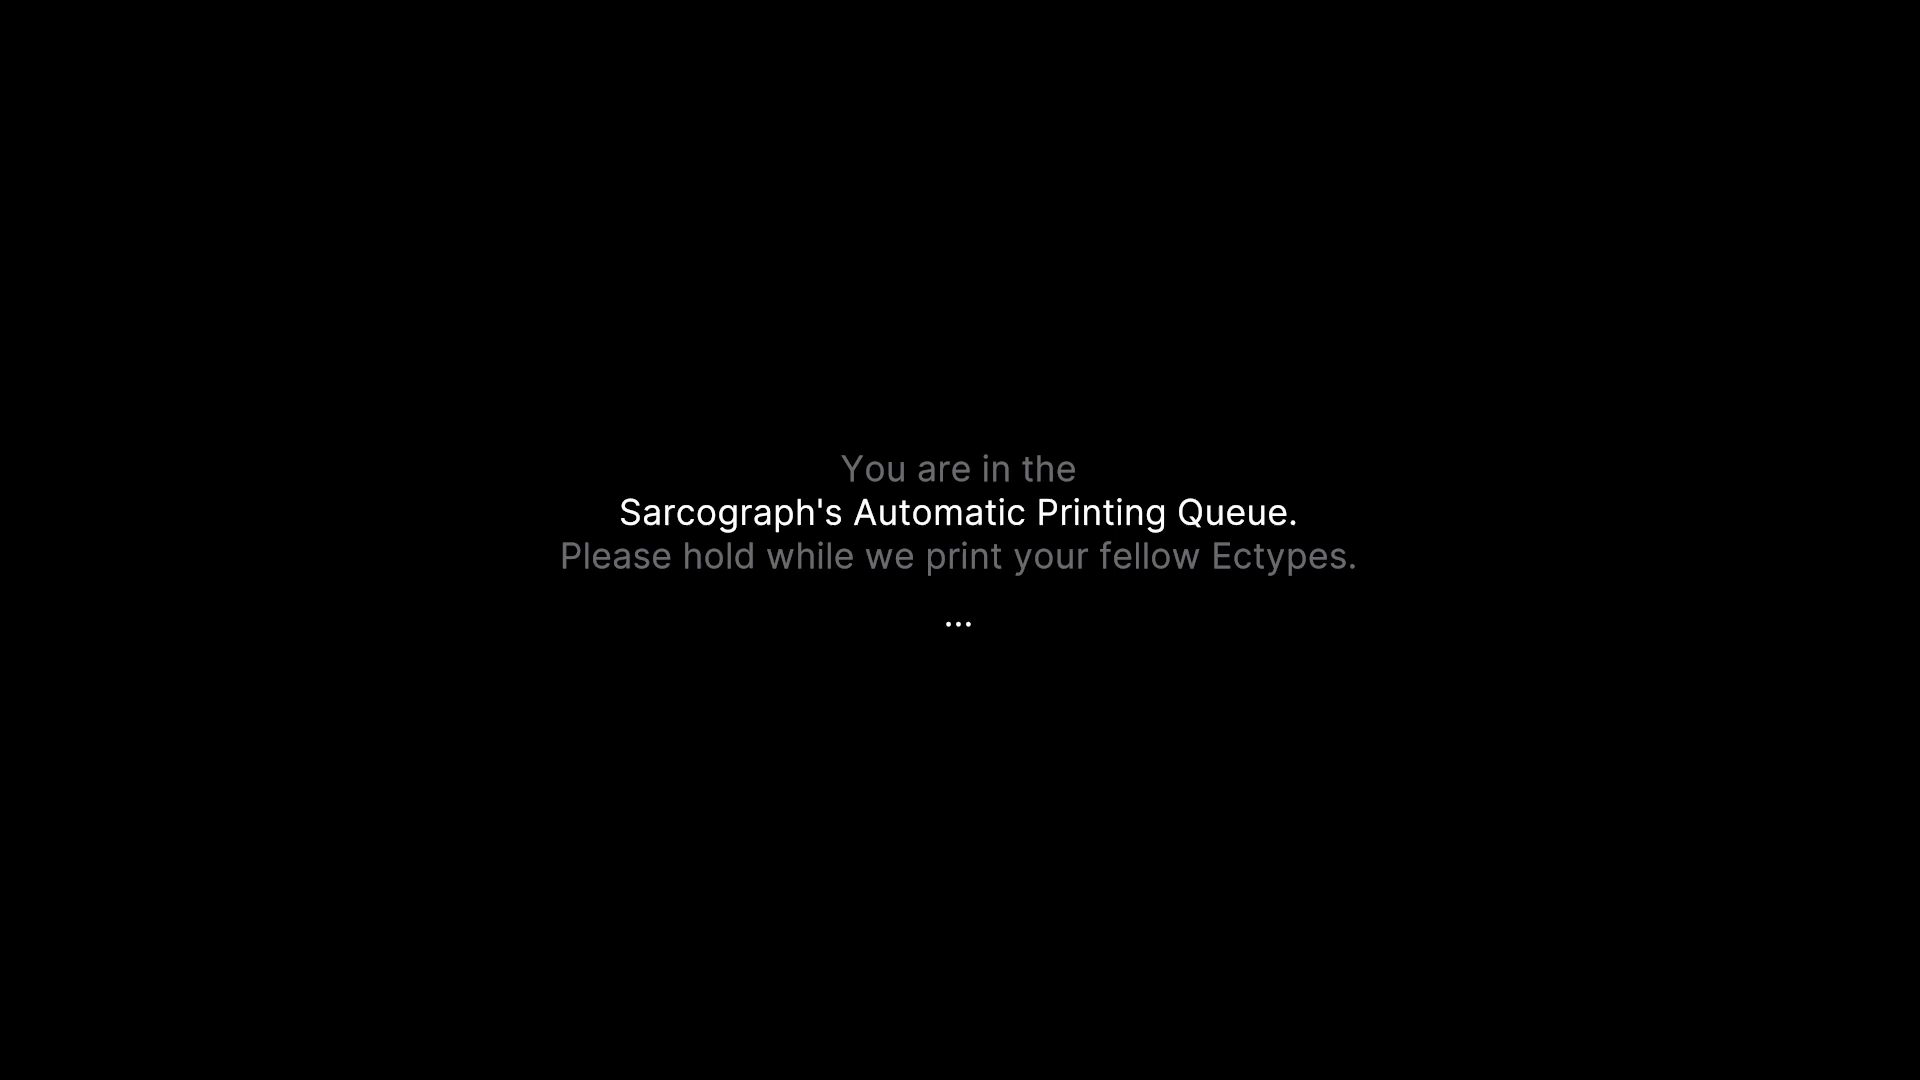 You are in the
Sarcograph's Automatic Printing Queue.
Please hold while we print your fellow Ectypes.
...